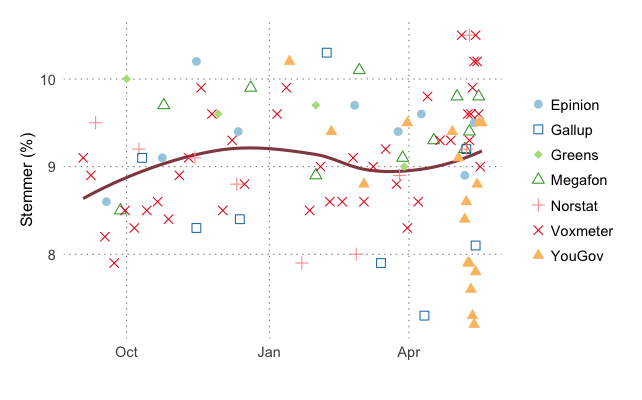 Stemmer (%)
10
9
8
Oct
Jan
Apr
Epinion
Gallup
Greens
Megafon
Norstat
Voxmeter
YouGov